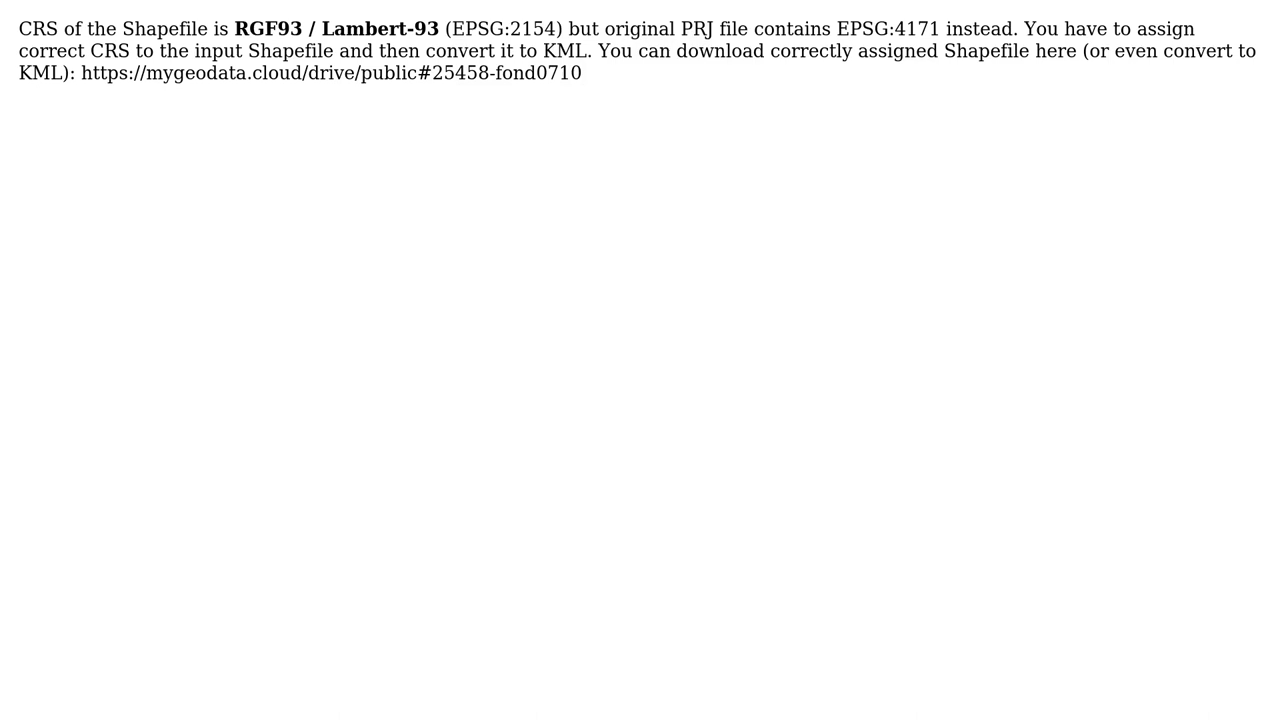 CRS of the Shapefile is RGF93 / Lambert-93 (EPSG:2154) but original PRJ file contains EPSG:4171 instead. You have to assign
correct CRS to the input Shapefile and then convert it to KML. You can download correctly assigned Shapefile here (or even convert to
KML): https://mygeodata.cloud/drive/public#25458-fond0710